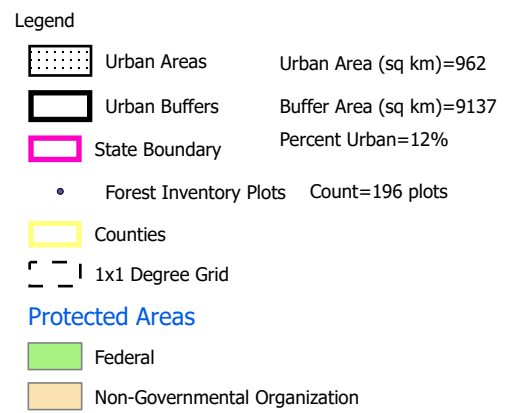 Legend
Urban Areas Urban Area (sq km)=962
Urban Buffers Buffer Area (sq km)=9137
State Boundary Percent Urban=12%
Forest Inventory Plots Count=196 plots
Counties
1x1 Degree Grid
Protected Areas
Federal
Non-Governmental Organization